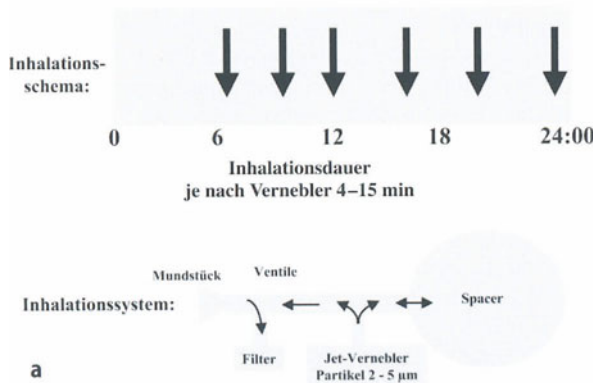 Inhalations-
schema:
0 6 12 18 24:00
Inhalationsdauer
je nach Vernebler 4–15 min
Mundstück Ventile
Inhalationssystem: Spacer
Filter Jet-Vernebler
Partikel 2 - 5 µm
a